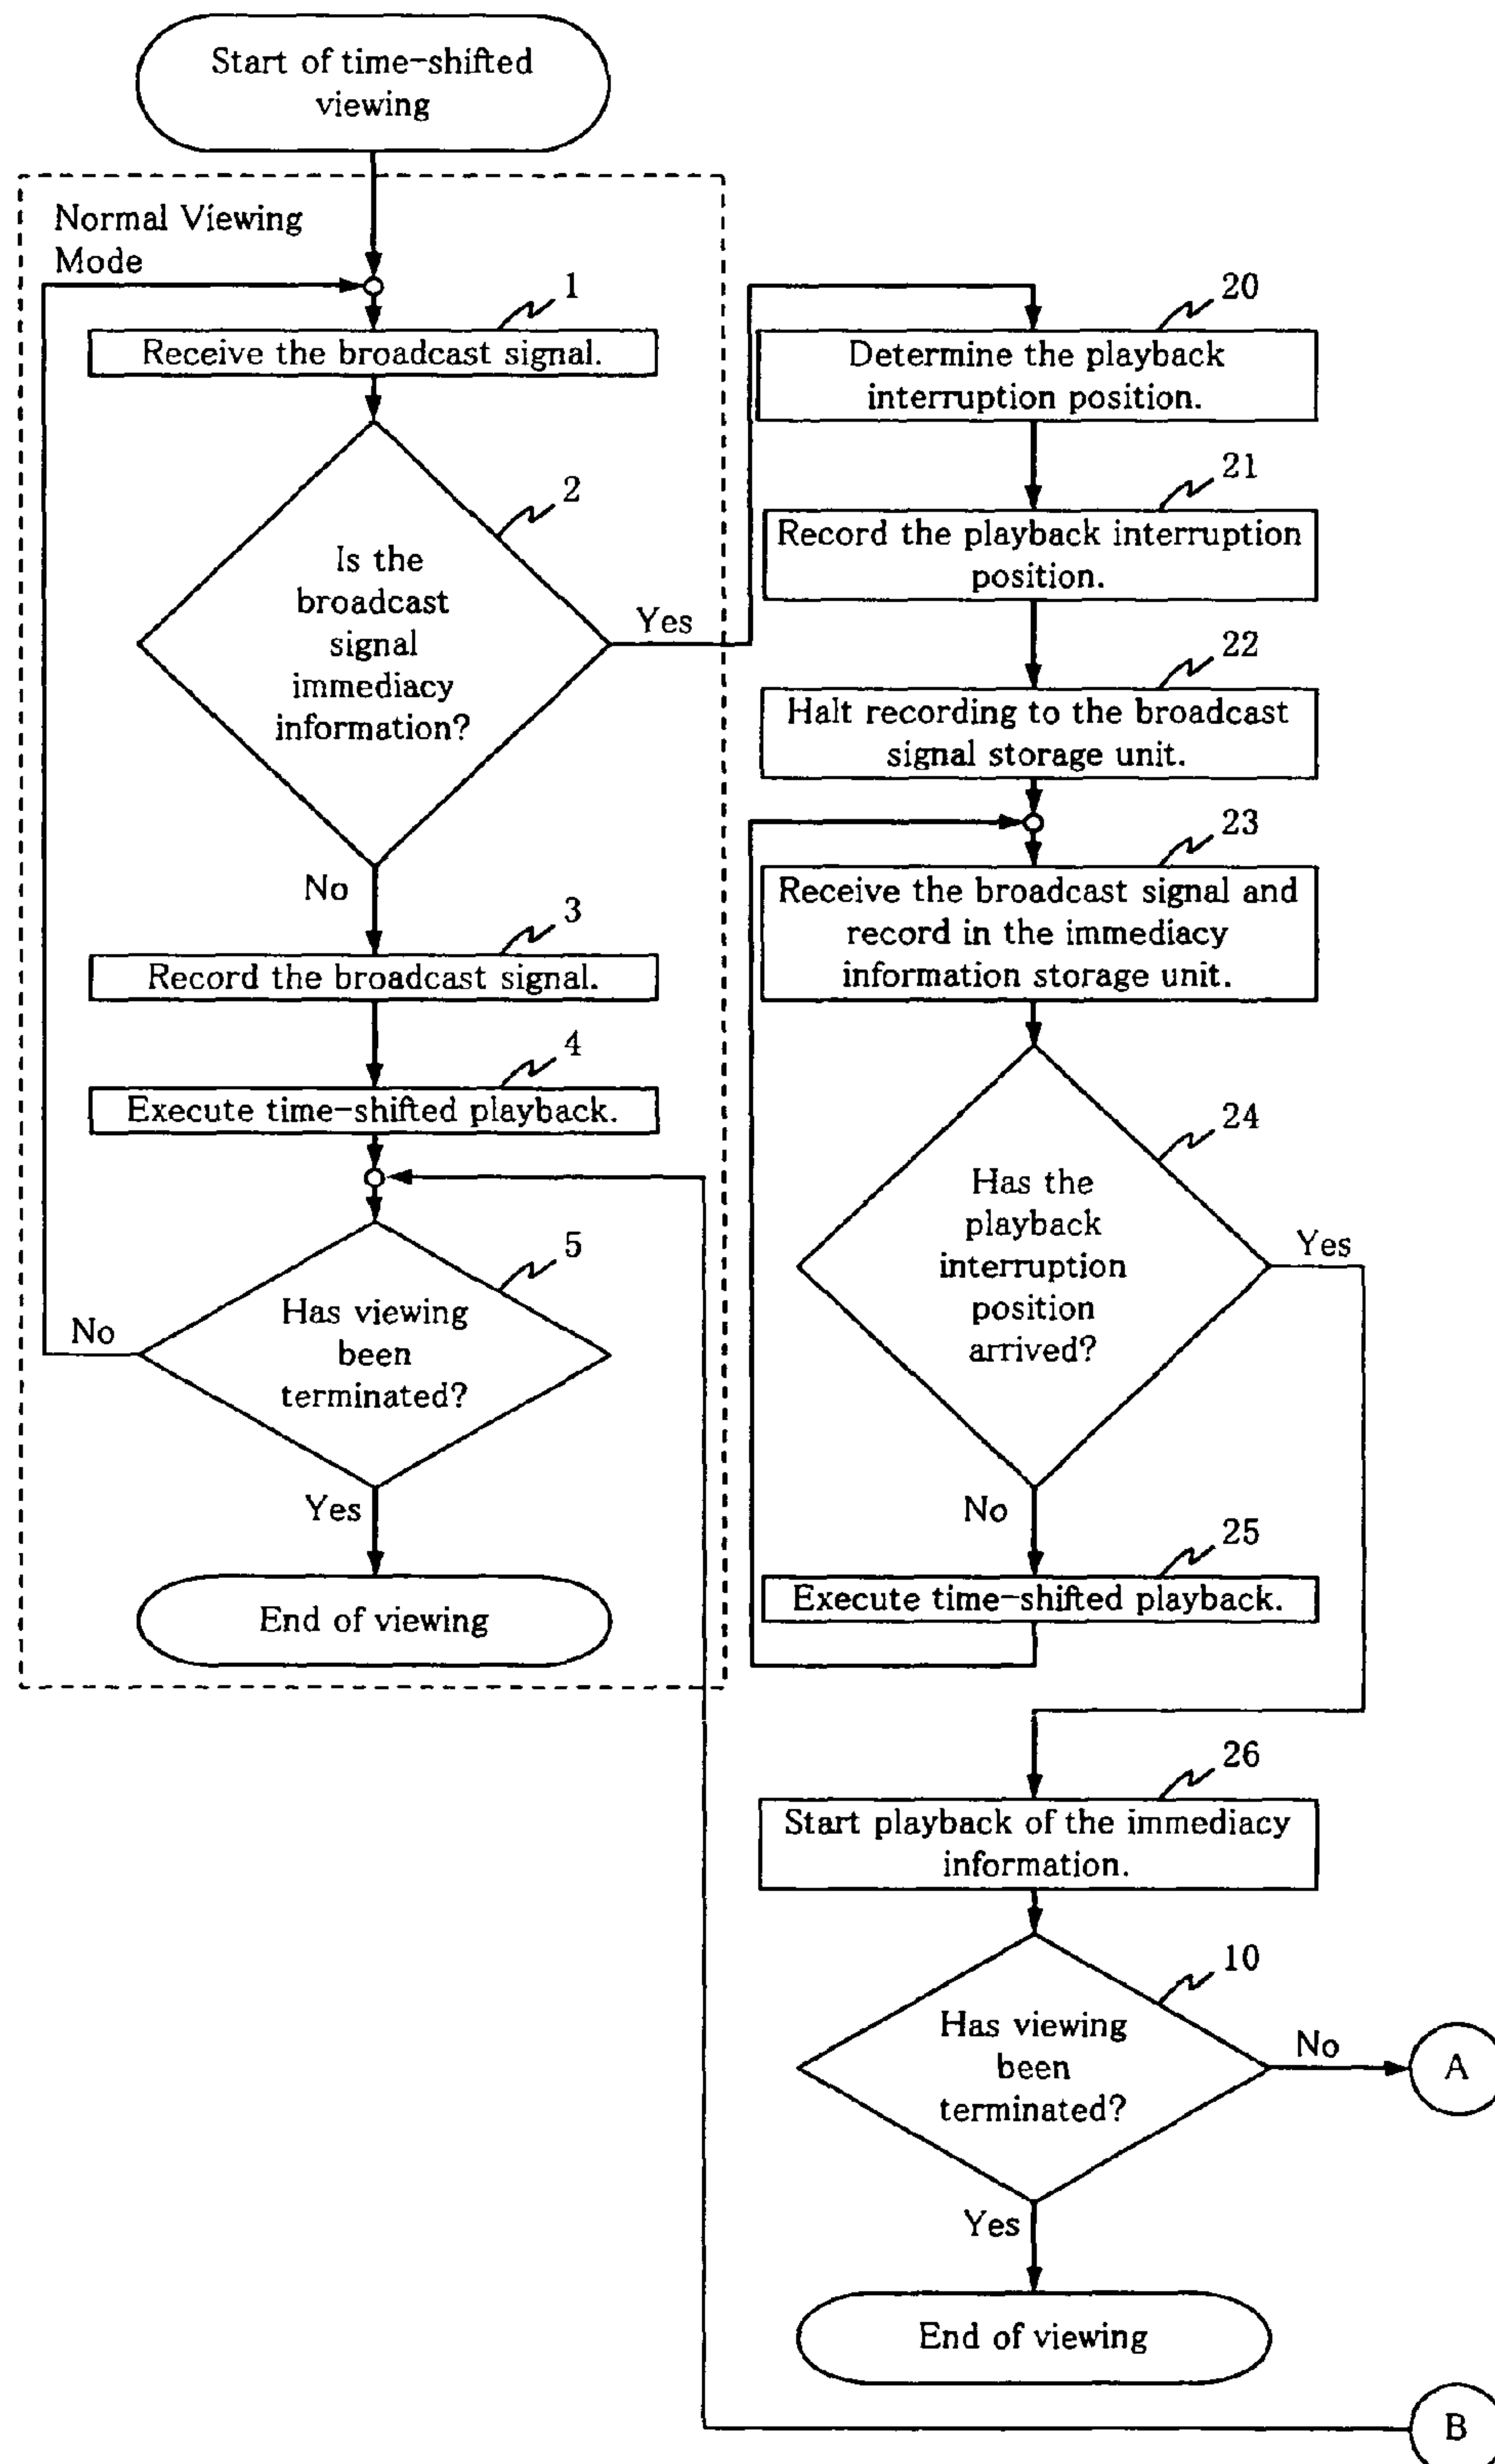 Start of time-shifted
viewing
Normal Viewing
Mode
1
Receive the broadcast signal.
2
Is the
broadcast
signal
immediacy
information?
Yes
No
3
Record the broadcast signal.
4
Execute time-shifted playback.
5
Has viewing
been
terminated?
No
Yes
End of viewing
20
Determine the playback
interruption position.
21
Record the playback interruption
position.
22
Halt recording to the broadcast
signal storage unit.
23
Receive the broadcast signal and
record in the immediacy
information storage unit.
24
Has the
playback
interruption
position
arrived?
Yes
No
25
Execute time-shifted playback.
26
Start playback of the immediacy
information.
10
Has viewing
been
terminated?
No
A
Yes
End of viewing
B